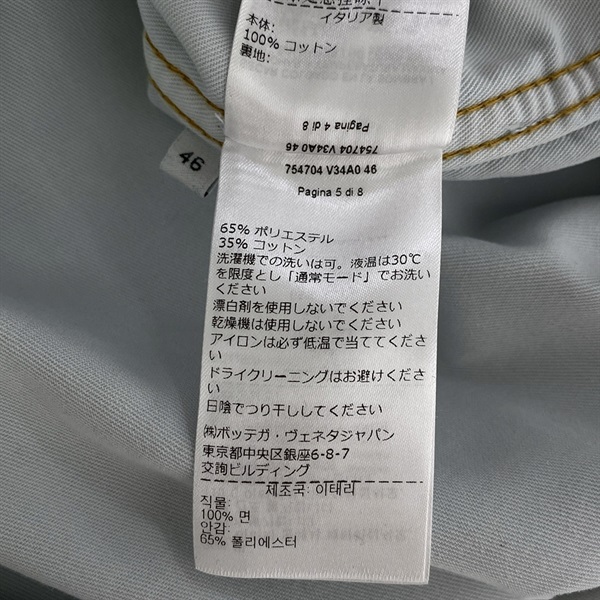 イタリア製
本体:
100% コットン
裏地:
Pagina 4 di 8
754704 V34A0 46
46
754704 V34A0 46
Pagina 5 di 8
65% ポリエステル
35% コットン
洗濯機での洗いは可。液温は30℃
を限度とし「通常モード」でお洗い
ください
漂白剤を使用しないでください
乾燥機は使用しないでください
アイロンは必ず低温で当ててくださ
い
ドライクリーニングはお避けくださ
い
日陰でつり干ししてください
㈱ボッテガ・ヴェネタジャパン
東京都中央区銀座6-8-7
交詢ビルディング
제조국: 이태리
직물:
100% 면
안감:
65% 폴리에스터